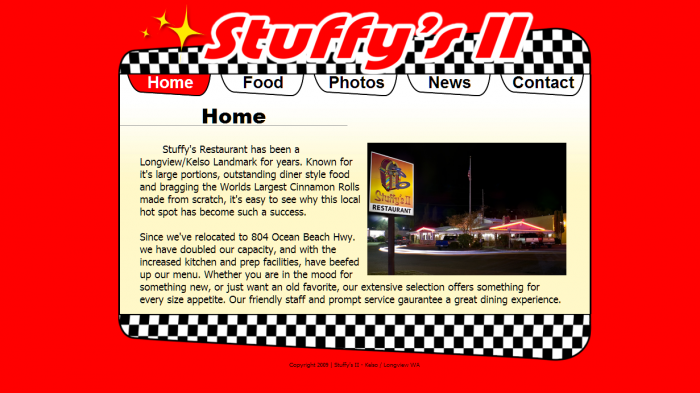 Stuffy's II
Home Food Photos News Contact
Home
Stuffy's Restaurant has been a
Longview/Kelso Landmark for years. Known for
it's large portions, outstanding diner style food
and bragging the Worlds Largest Cinnamon Rolls
made from scratch, it's easy to see why this local
hot spot has become such a success.
Stuffy's II
RESTAURANT
Since we've relocated to 804 Ocean Beach Hwy.
we have doubled our capacity, and with the
increased kitchen and prep facilities, have beefed
up our menu. Whether you are in the mood for
something new, or just want an old favorite, our extensive selection offers something for
every size appetite. Our friendly staff and prompt service gaurantee a great dining experience.
Copyright | Stuffy's II - Kelso / Longview WA